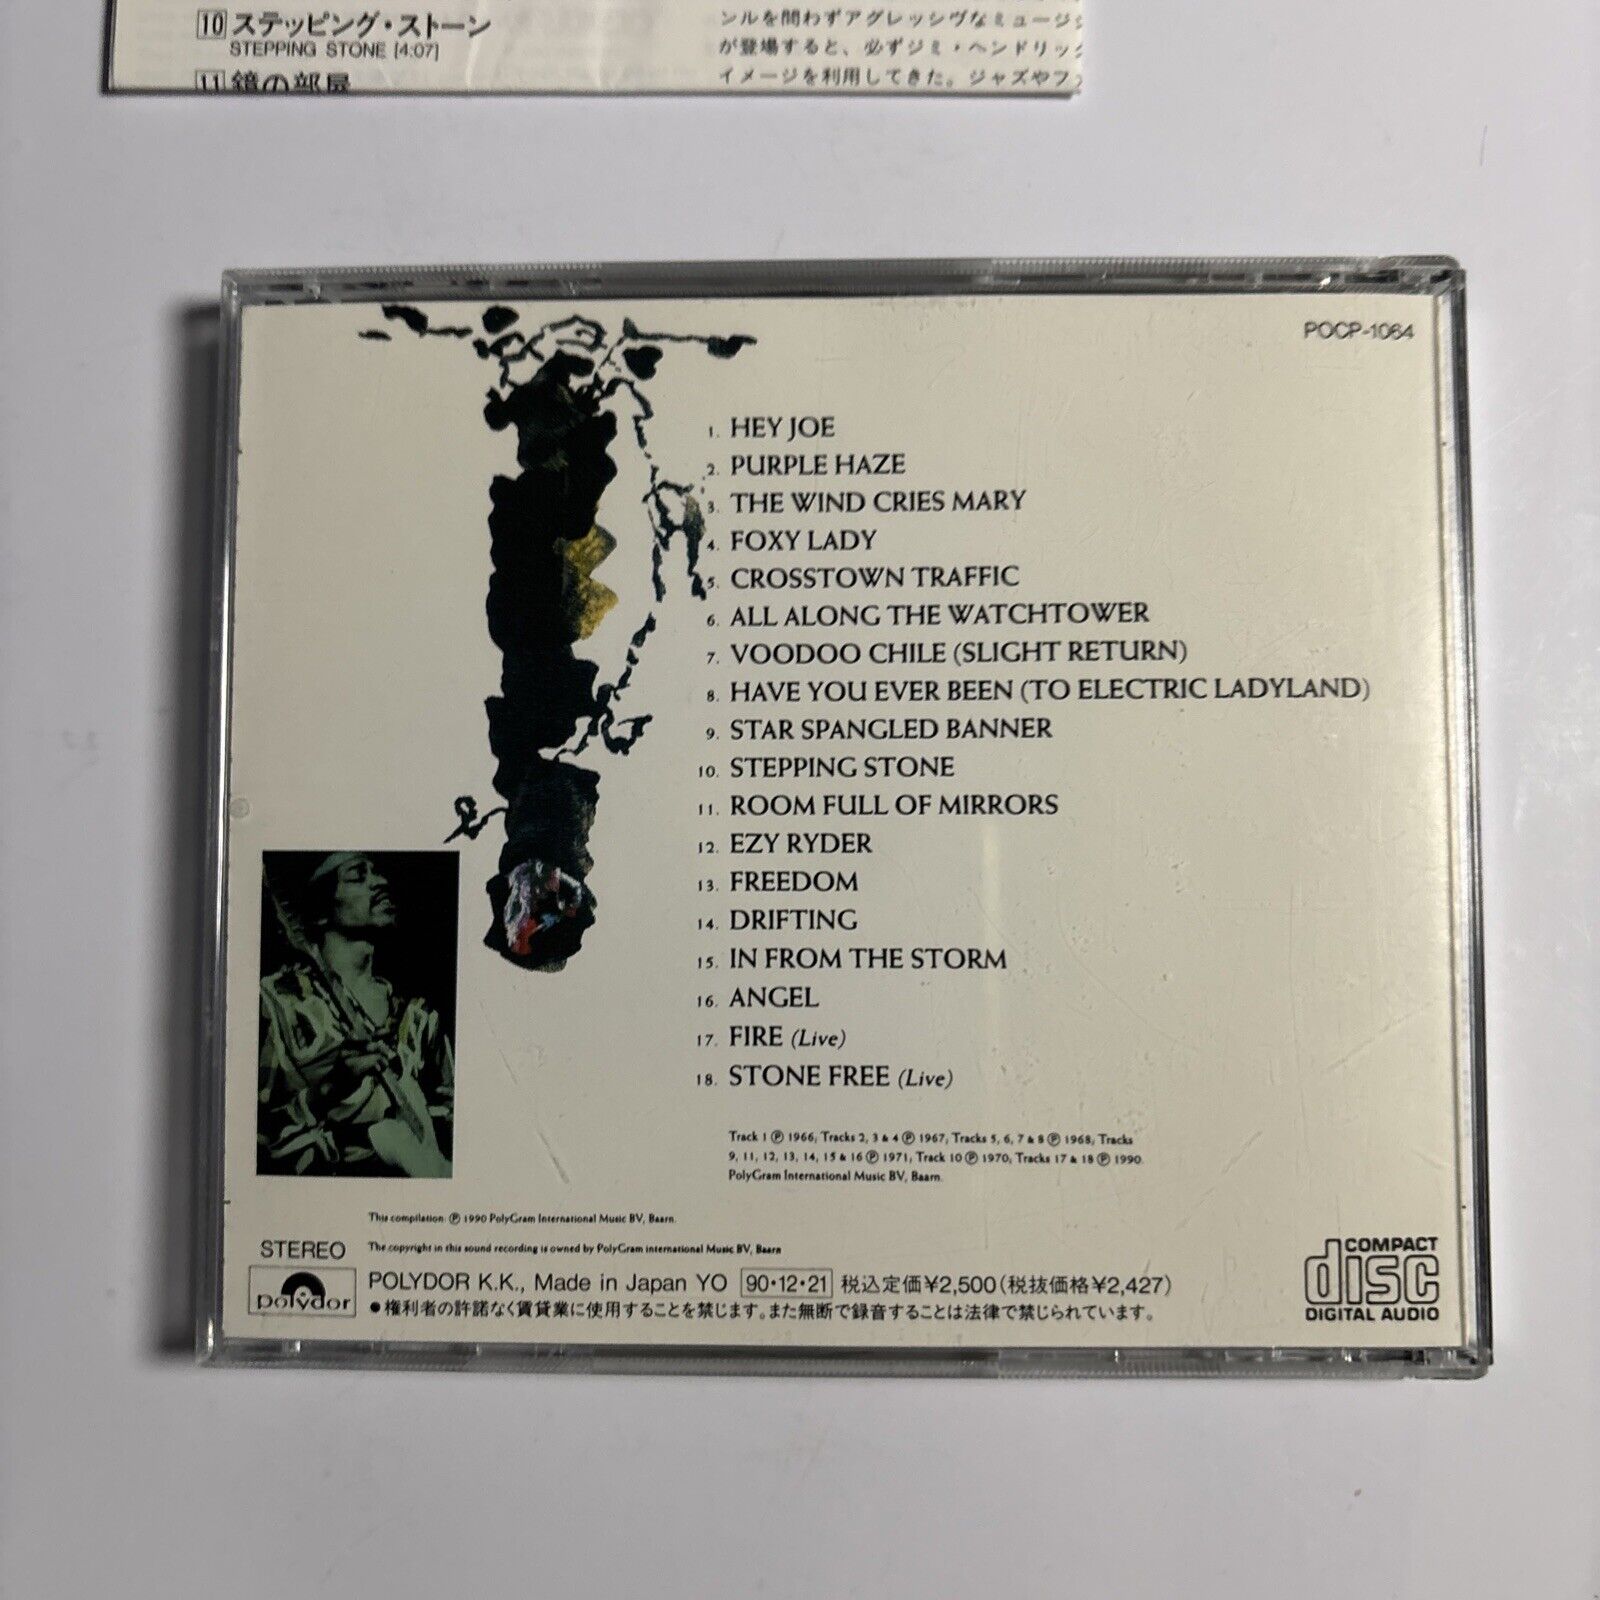 10 ステッピング・ストーン
STEPPING STONE [4:07]
11 鏡の部屋
ンルを問わずアグレッシヴなミュージシ
が登場すると、必ずジミ・ヘンドリック
イメージを利用してきた。ジャズやファ
POCP-1064
1. HEY JOE
2. PURPLE HAZE
3. THE WIND CRIES MARY
4. FOXY LADY
5. CROSSTOWN TRAFFIC
6. ALL ALONG THE WATCHTOWER
7. VOODOO CHILE (SLIGHT RETURN)
8. HAVE YOU EVER BEEN (TO ELECTRIC LADYLAND)
9. STAR SPANGLED BANNER
10. STEPPING STONE
11. ROOM FULL OF MIRRORS
12. EZY RYDER
13. FREEDOM
14. DRIFTING
15. IN FROM THE STORM
16. ANGEL
17. FIRE (Live)
18. STONE FREE (Live)
Track 1 ℗ 1966, Tracks 2, 3 & 4 ℗ 1967, Tracks 5, 6, 7 & 8 ℗ 1968, Tracks
9, 11, 12, 13, 14, 15 & 16 ℗ 1971, Track 10 ℗ 1970, Tracks 17 & 18 ℗ 1990.
PolyGram International Music BV, Baarn.
This compilation: ℗ 1990 PolyGram International Music BV, Baarn.
STEREO
The copyright in this sound recording is owned by PolyGram international Music BV, Baarn
polydor
POLYDOR K.K., Made in Japan YO 90・12・21 税込定価¥2,500(税抜価格¥2,427)
●権利者の許諾なく賃貸業に使用することを禁じます。また無断で録音することは法律で禁じられています。
COMPACT
disc
DIGITAL AUDIO